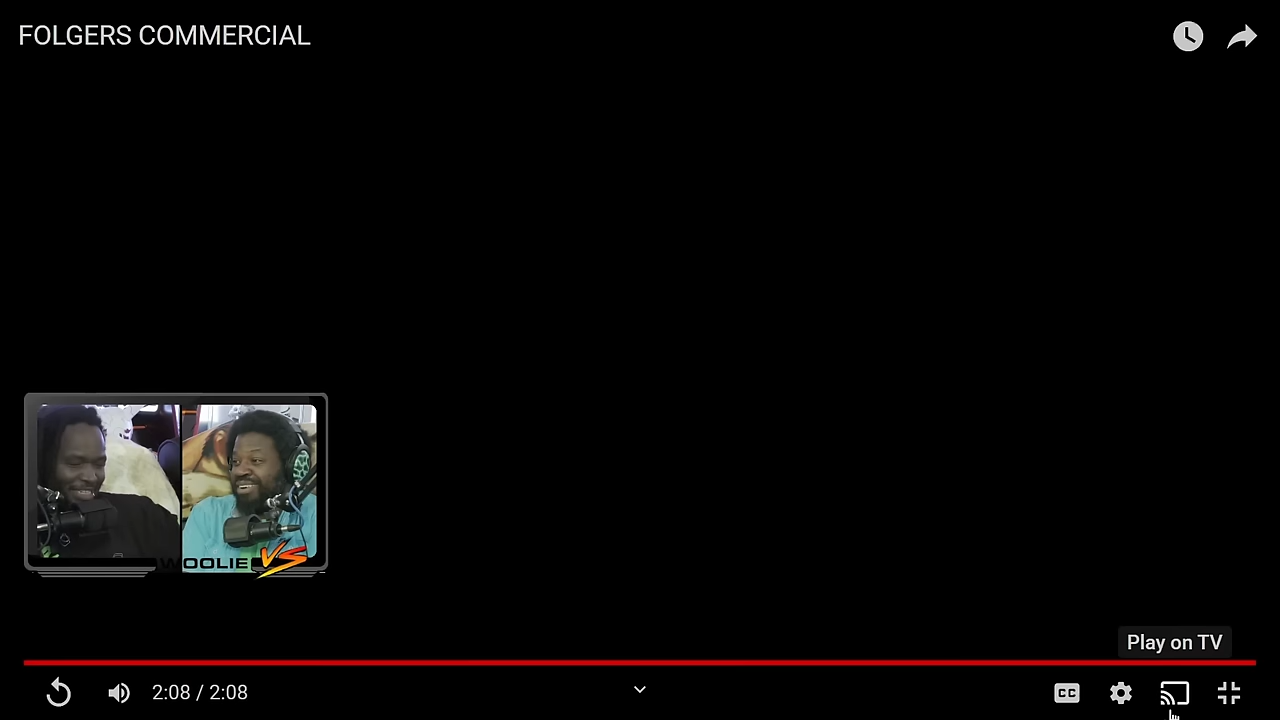 FOLGERS COMMERCIAL
WOOLIE VS
Play on TV
2:08 / 2:08
CC